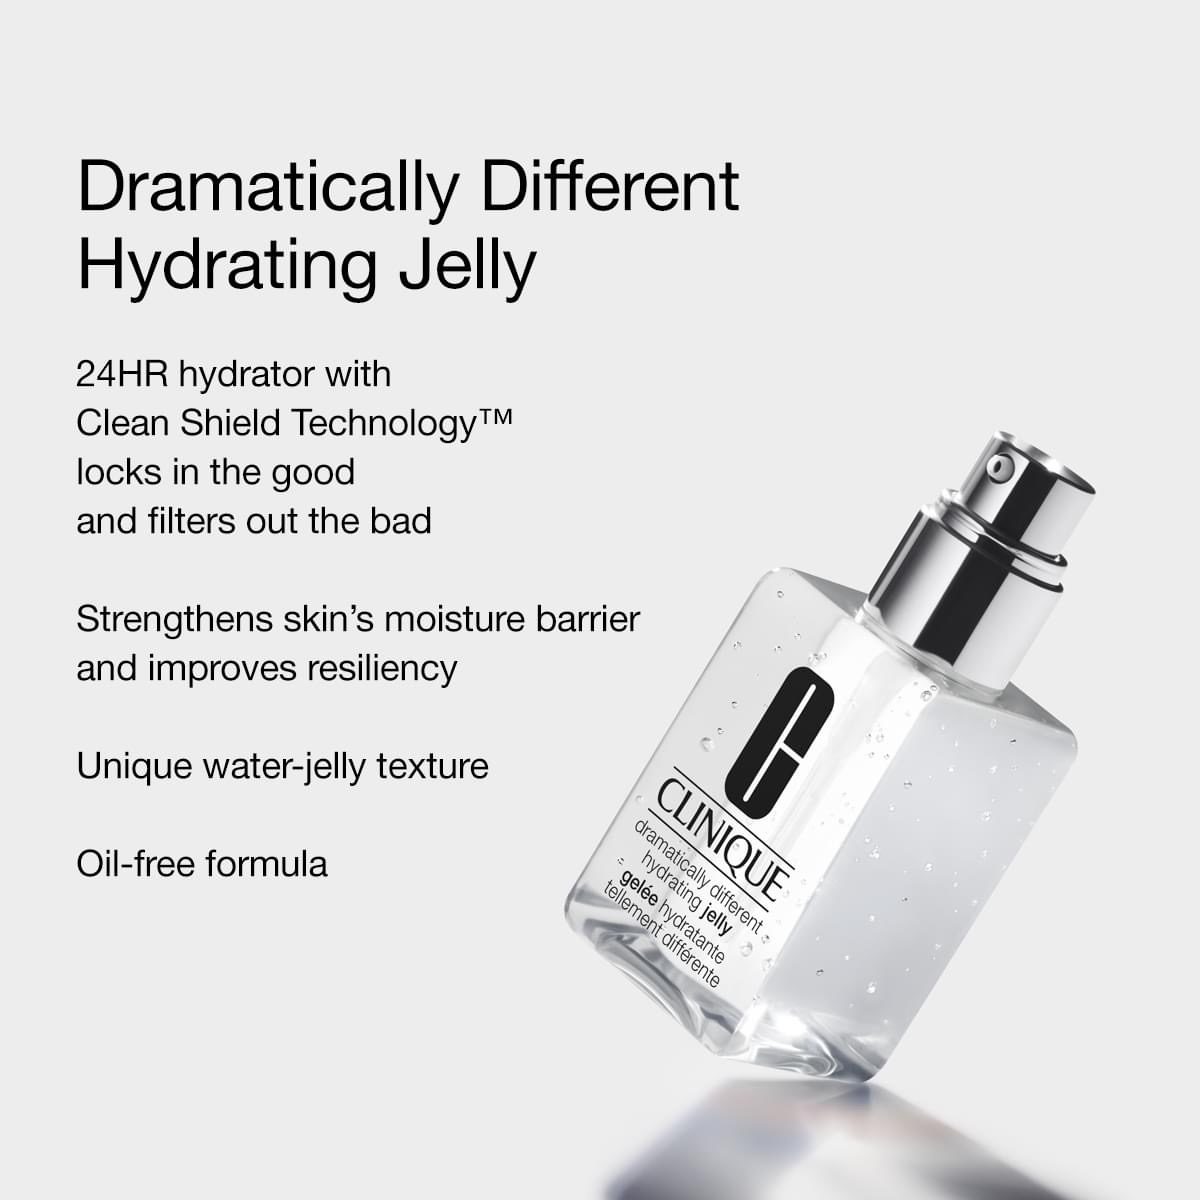 Dramatically Different
Hydrating Jelly
24HR hydrator with
Clean Shield Technology™
locks in the good
and filters out the bad
Strengthens skin’s moisture barrier
and improves resiliency
Unique water-jelly texture
Oil-free formula
C
CLINIQUE
dramatically different
hydrating jelly
gelée hydratante
tellement différente